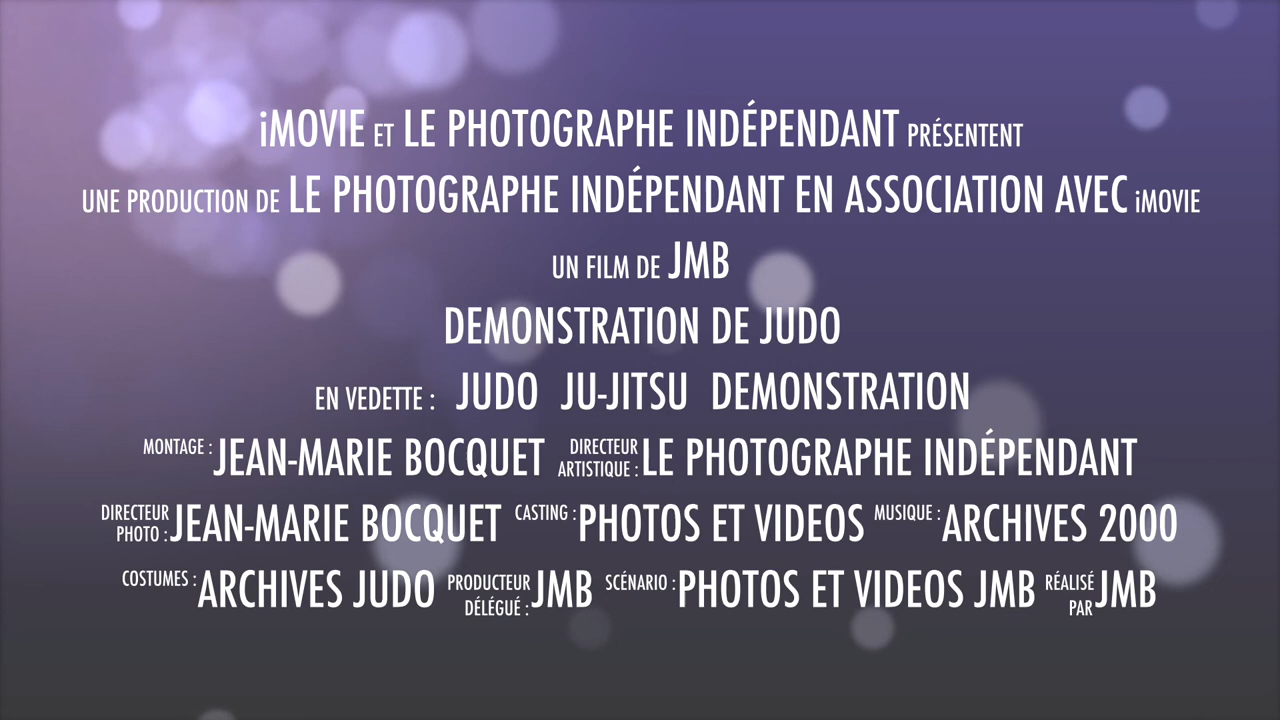 iMOVIE ET LE PHOTOGRAPHE INDÉPENDANT PRÉSENTENT
UNE PRODUCTION DE LE PHOTOGRAPHE INDÉPENDANT EN ASSOCIATION AVEC iMOVIE
UN FILM DE JMB
DEMONSTRATION DE JUDO
EN VEDETTE : JUDO JU-JITSU DEMONSTRATION
MONTAGE : JEAN-MARIE BOCQUET DIRECTEUR ARTISTIQUE : LE PHOTOGRAPHE INDÉPENDANT
DIRECTEUR PHOTO : JEAN-MARIE BOCQUET CASTING : PHOTOS ET VIDEOS MUSIQUE : ARCHIVES 2000
COSTUMES : ARCHIVES JUDO PRODUCTEUR DÉLÉGUÉ : JMB SCÉNARIO : PHOTOS ET VIDEOS JMB RÉALISÉ PAR JMB